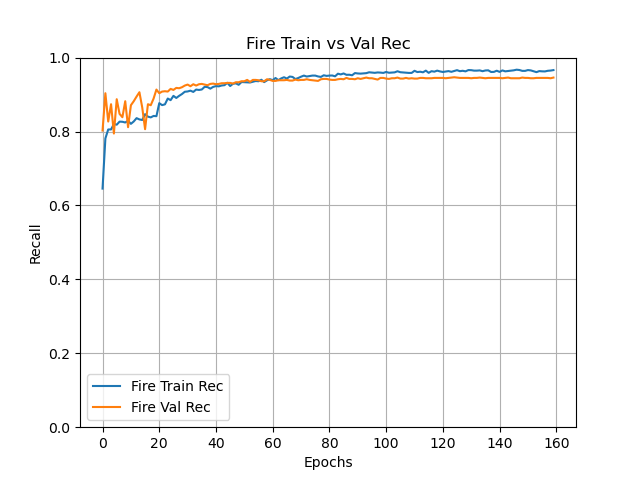 Fire Train vs Val Rec
1.0
0.8
0.6
0.4
0.2
0.0
Recall
Fire Train Rec
Fire Val Rec
0 20 40 60 80 100 120 140 160
Epochs